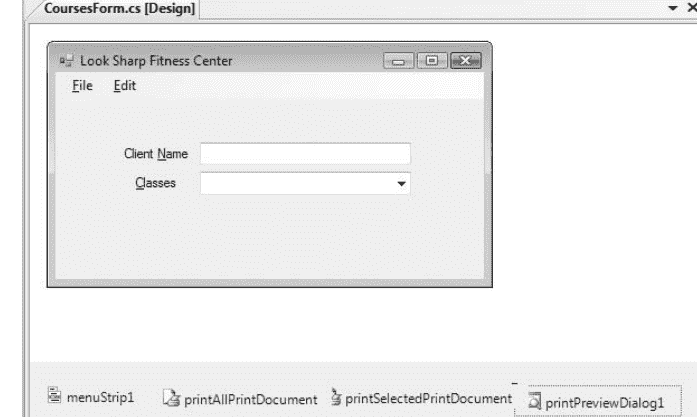 CoursesForm.cs [Design]
Look Sharp Fitness Center
File Edit
Client Name
Classes
menuStrip1 printAllPrintDocument printSelectedPrintDocument printPreviewDialog1